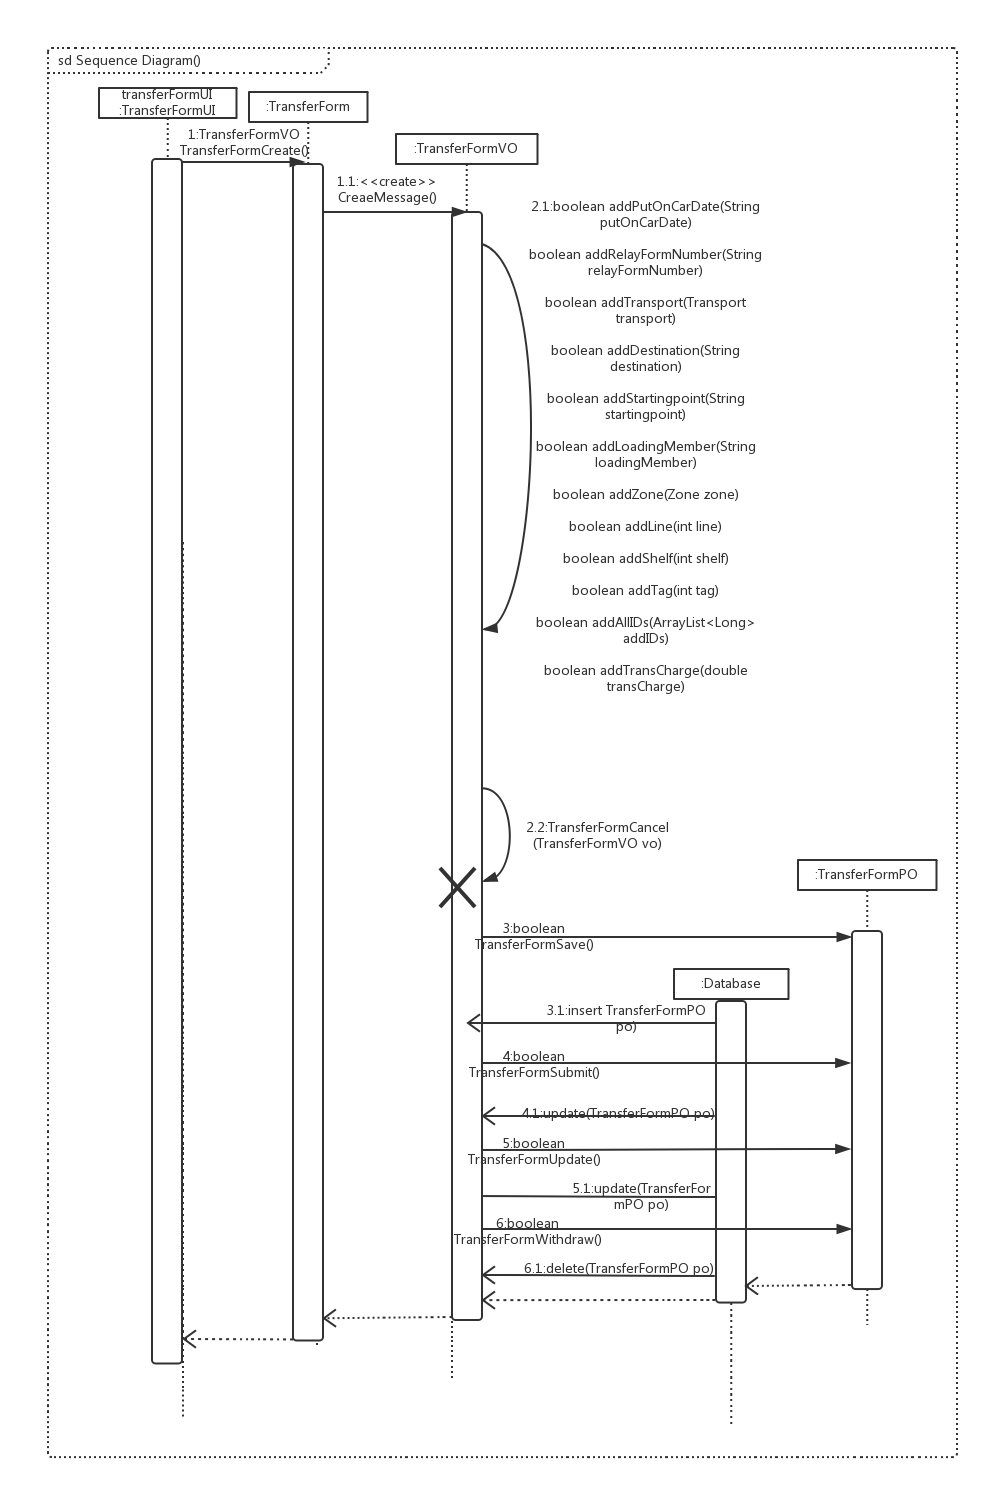 sd Sequence Diagram()
transferFormUI
:TransferFormUI
:TransferForm
1:TransferFormVO
TransferFormCreate()
:TransferFormVO
1.1:<<create>>
CreaeMessage()
2.1:boolean addPutOnCarDate(String
putOnCarDate)
boolean addRelayFormNumber(String
relayFormNumber)
boolean addTransport(Transport
transport)
boolean addDestination(String
destination)
boolean addStartingpoint(String
startingpoint)
boolean addLoadingMember(String
loadingMember)
boolean addZone(Zone zone)
boolean addLine(int line)
boolean addShelf(int shelf)
boolean addTag(int tag)
boolean addAllIDs(ArrayList<Long>
addIDs)
boolean addTransCharge(double
transCharge)
2.2:TransferFormCancel
(TransferFormVO vo)
:TransferFormPO
3:boolean
TransferFormSave()
:Database
3.1:insert TransferFormPO
po)
4:boolean
TransferFormSubmit()
4.1:update(TransferFormPO po)
5:boolean
TransferFormUpdate()
5.1:update(TransferFor
mPO po)
6:boolean
TransferFormWithdraw()
6.1:delete(TransferFormPO po)